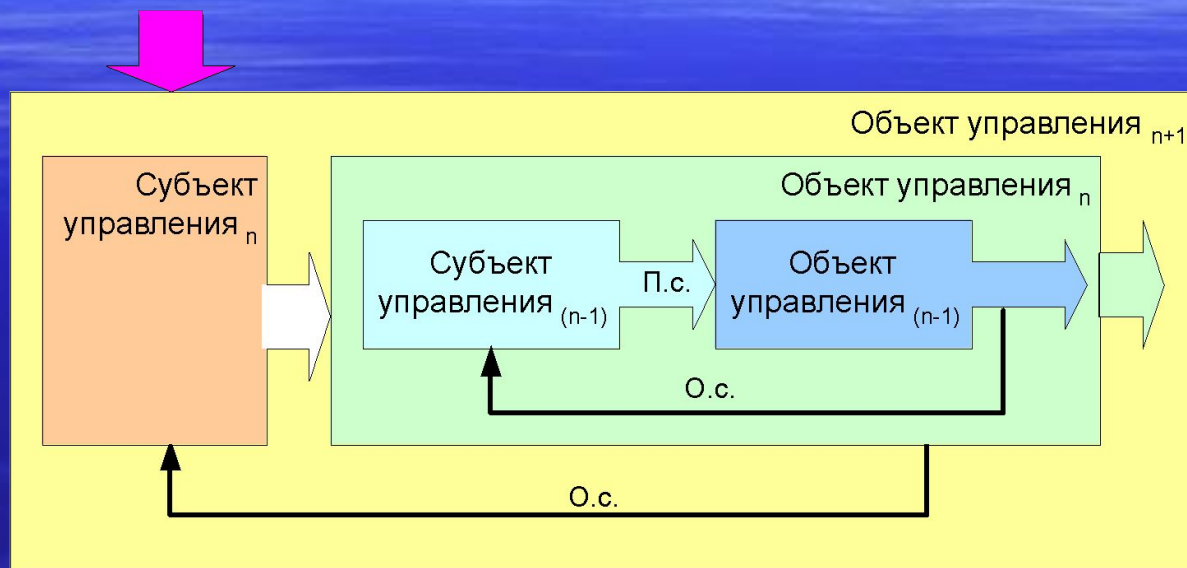 Объект управления n+1
Субъект
управления n
Объект управления n
Субъект
управления (n-1)
П.с.
Объект
управления (n-1)
О.с.
О.с.